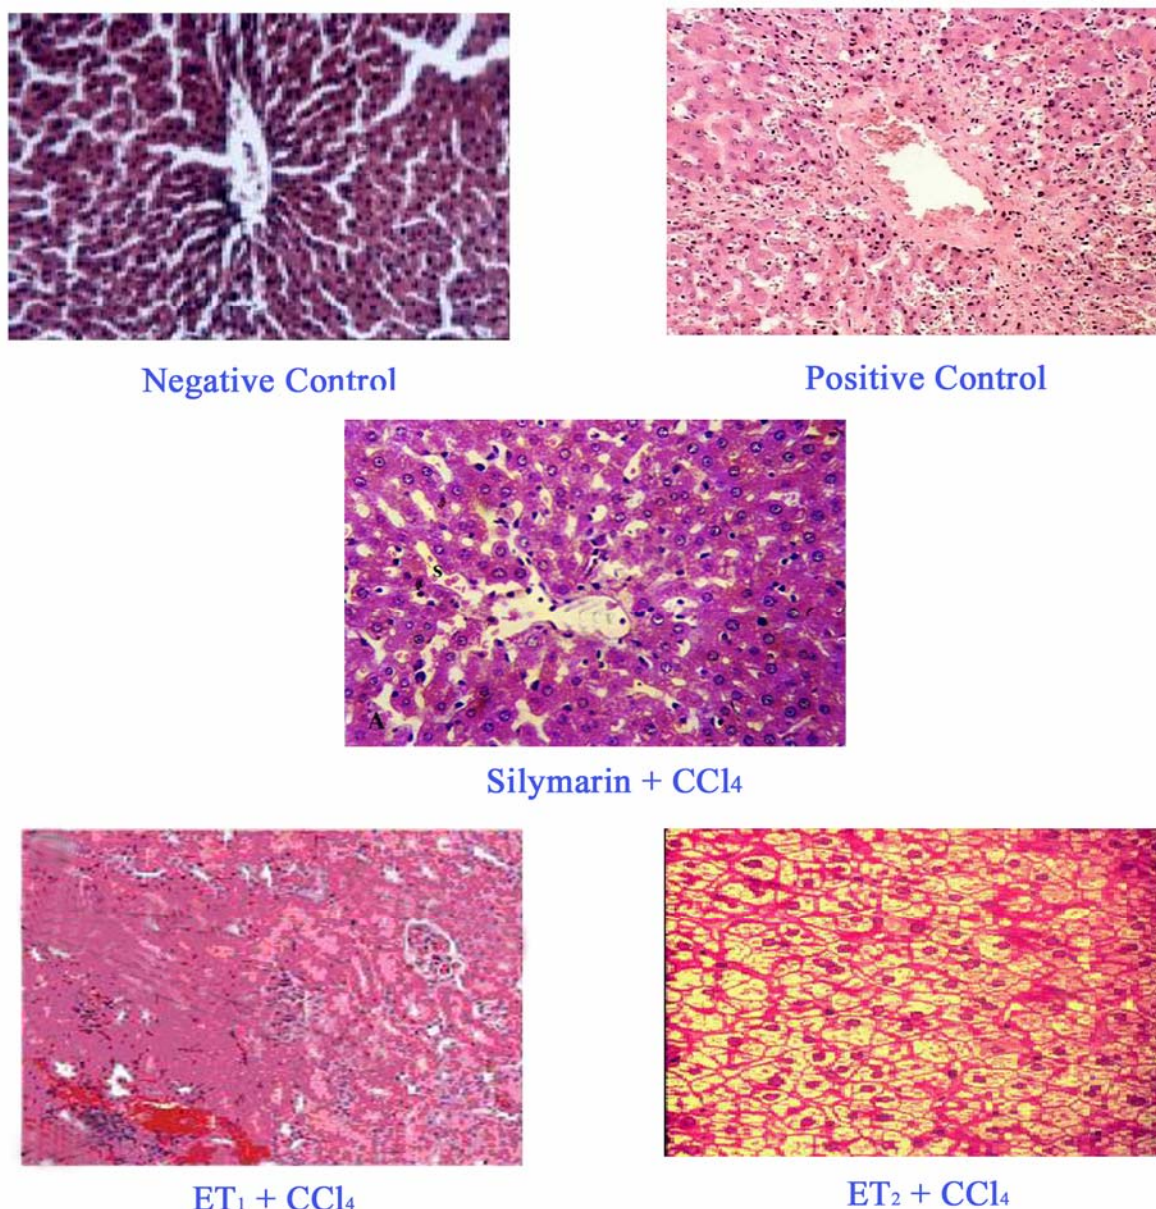 Negative Control
Positive Control
S
A
Silymarin + CCl4
ET1 + CCl4
ET2 + CCl4